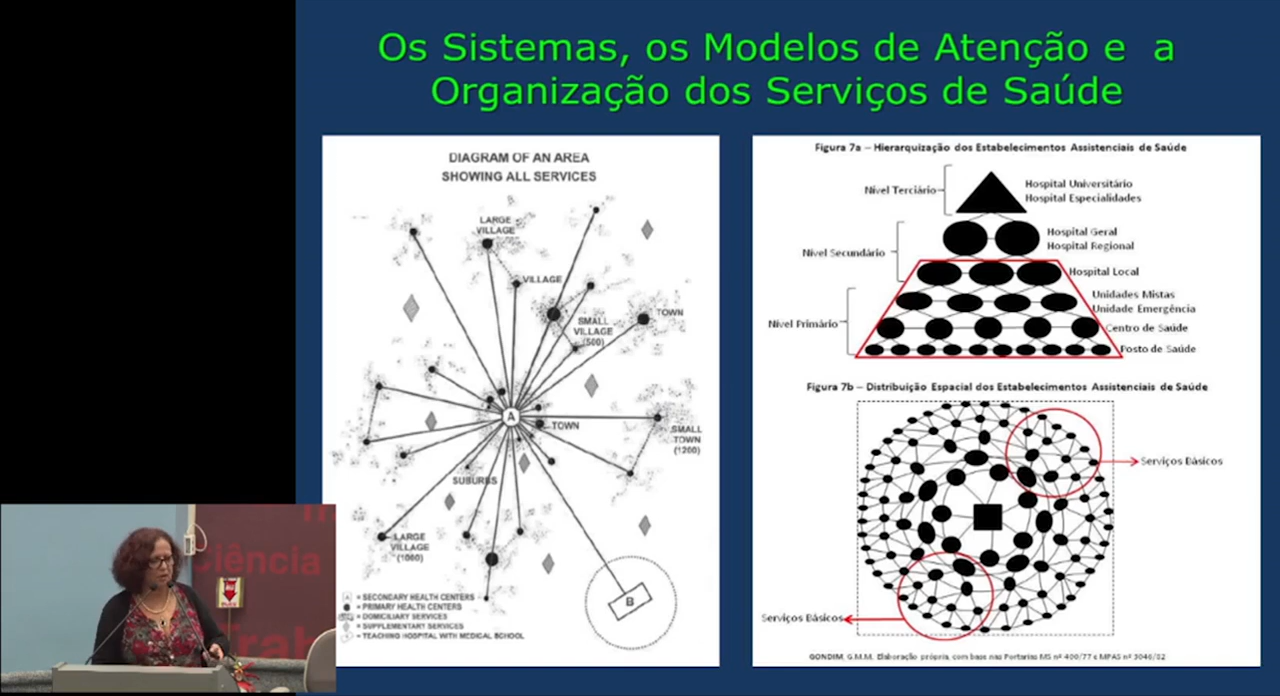 Os Sistemas, os Modelos de Atenção e a
Organização dos Serviços de Saúde
DIAGRAM OF AN AREA
SHOWING ALL SERVICES
LARGE
VILLAGE
VILLAGE
SMALL
VILLAGE
(500)
TOWN
A
TOWN
SMALL
TOWN
(1200)
SUBURBS
LARGE
VILLAGE
(1000)
B
A = SECONDARY HEALTH CENTERS
= PRIMARY HEALTH CENTERS
= DOMICILIARY SERVICES
= SUPPLEMENTARY SERVICES
= TEACHING HOSPITAL WITH MEDICAL SCHOOL
Figura 7a – Hierarquização dos Estabelecimentos Assistenciais de Saúde
Nível Terciário
Hospital Universitário
Hospital Especialidades
Nível Secundário
Hospital Geral
Hospital Regional
Hospital Local
Nível Primário
Unidades Mistas
Unidade Emergência
Centro de Saúde
Posto de Saúde
Figura 7b – Distribuição Espacial dos Estabelecimentos Assistenciais de Saúde
Serviços Básicos
Serviços Básicos
GONDIM, G.M.M. Elaboração própria, com base nas Portarias MS nº 400/77 e MPAS nº 3046/82
Ciência